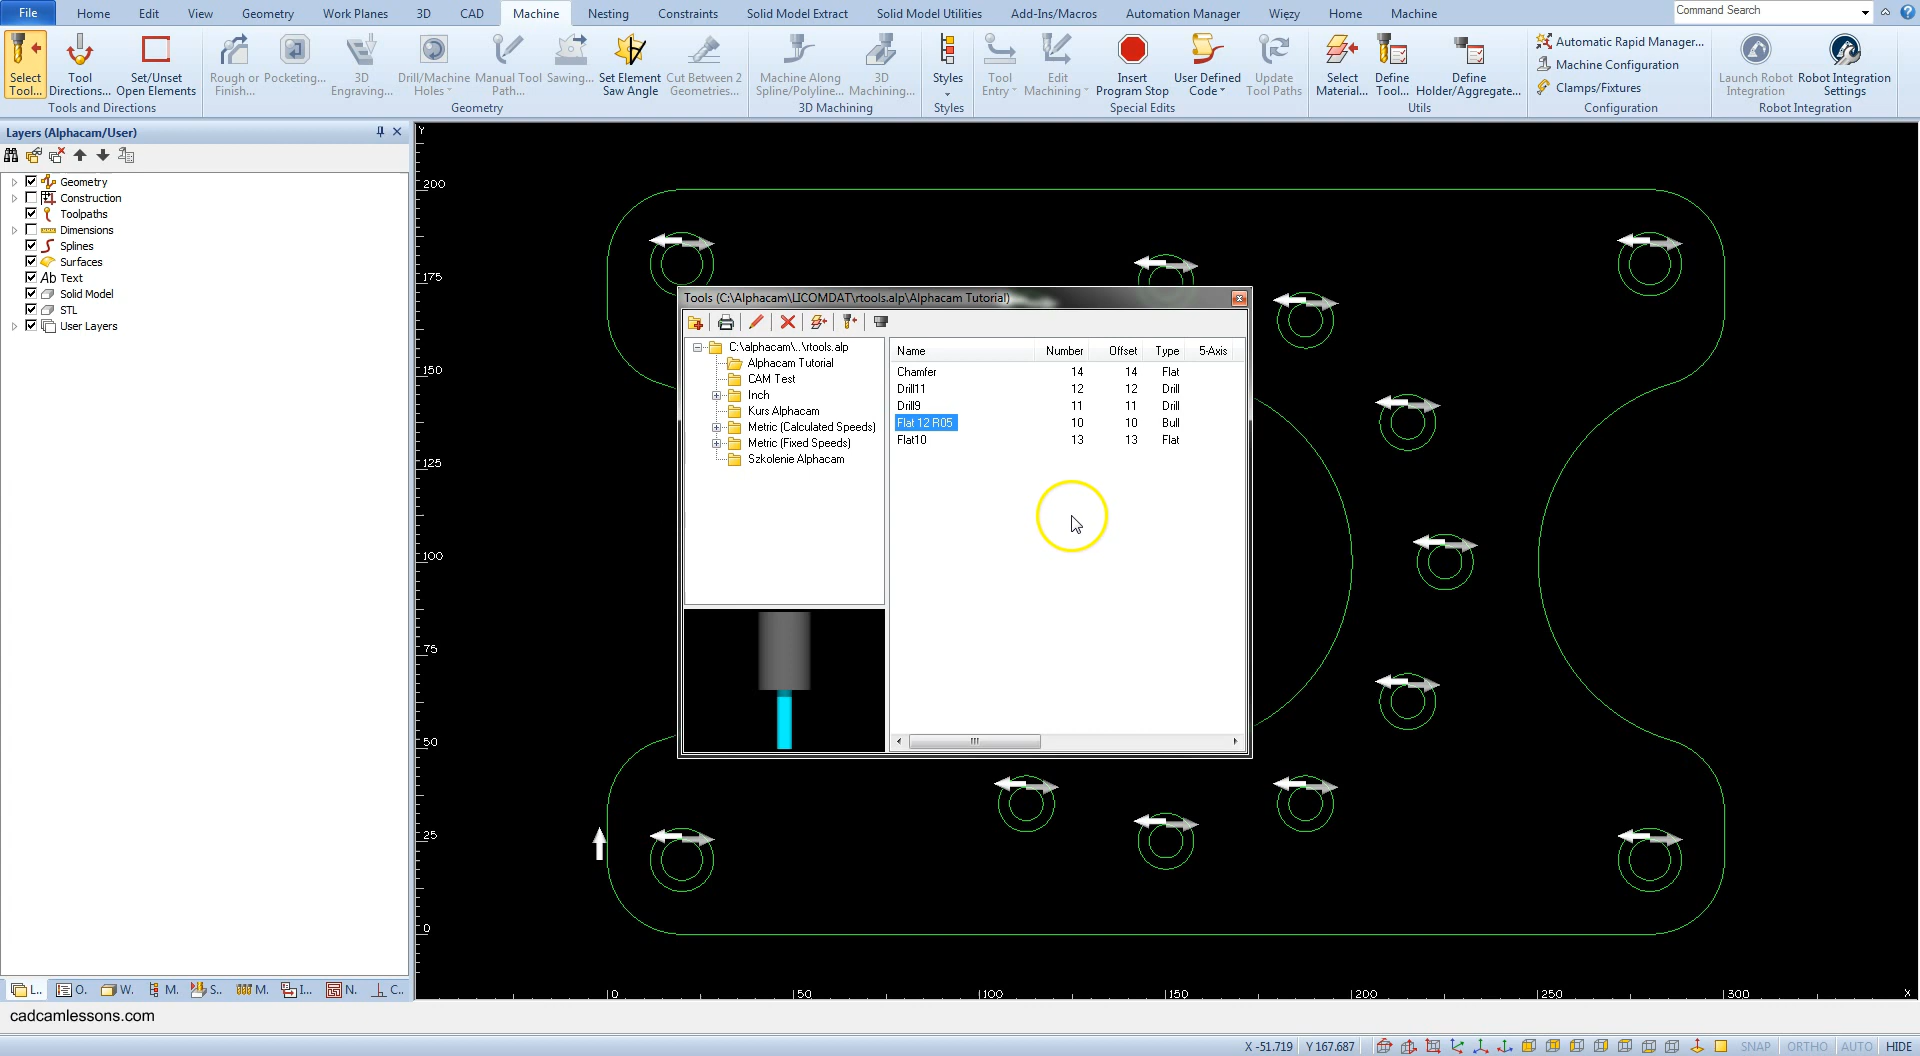 File Home Edit View Geometry Work Planes 3D CAD Machine Nesting Constraints Solid Model Extract Solid Model Utilities Add-Ins/Macros Automation Manager Więzy Home Machine Command Search
Select Tool...
Tool Directions...
Set/Unset Open Elements
Tools and Directions
Rough or Finish...
Pocketing...
3D Engraving...
Drill/Machine Holes
Manual Tool Path...
Sawing...
Set Element Saw Angle
Cut Between 2 Geometries...
Geometry
Machine Along Spline/Polyline...
3D Machining...
3D Machining
Styles
Styles
Tool Entry
Edit Machining
Insert Program Stop
User Defined Code
Update Tool Paths
Special Edits
Select Material...
Define Tool...
Define Holder/Aggregate...
Utils
Automatic Rapid Manager...
Machine Configuration
Clamps/Fixtures
Configuration
Launch Robot Integration
Robot Integration Settings
Robot Integration
Layers (Alphacam/User)
Geometry
Construction
Toolpaths
Dimensions
Splines
Surfaces
Ab Text
Solid Model
STL
User Layers
Y
200
175
150
125
100
75
50
25
0
Tools (C:\Alphacam\LICOMDAT\rtools.alp\Alphacam Tutorial)
C:\alphacam\..\rtools.alp
Alphacam Tutorial
CAM Test
Inch
Kurs Alphacam
Metric (Calculated Speeds)
Metric (Fixed Speeds)
Szkolenie Alphacam
Name Number Offset Type 5-Axis
Chamfer 14 14 Flat
Drill11 12 12 Drill
Drill9 11 11 Drill
Flat 12 R05 10 10 Bull
Flat10 13 13 Flat
0 50 100 150 200 250 300 X
L.. O.. W.. M.. S.. M.. I... N.. C..
cadcamlessons.com
X -51.719 Y 167.687 SNAP ORTHO AUTO HIDE